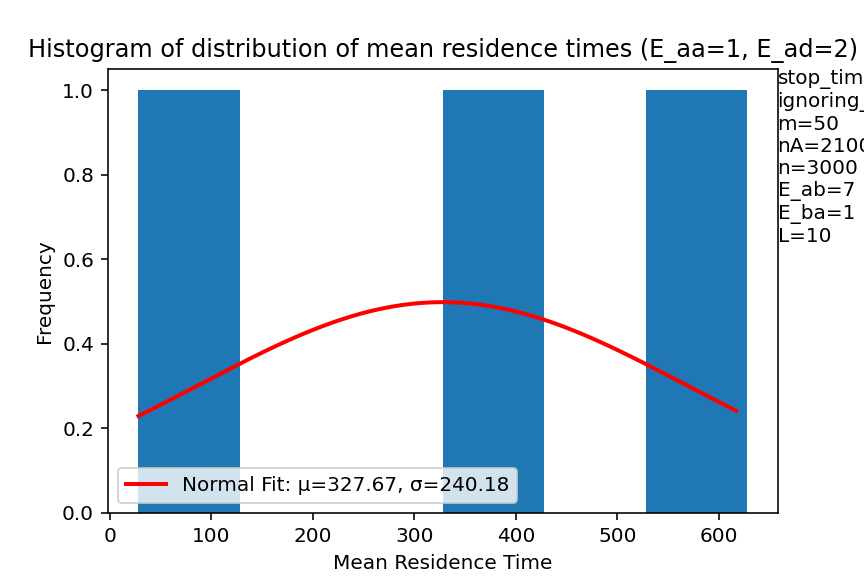 Histogram of distribution of mean residence times (E_aa=1, E_ad=2)
stop_tim
ignoring_
m=50
nA=2100
n=3000
E_ab=7
E_ba=1
L=10
1.0
0.8
0.6
0.4
0.2
0.0
Frequency
Normal Fit: μ=327.67, σ=240.18
0 100 200 300 400 500 600
Mean Residence Time